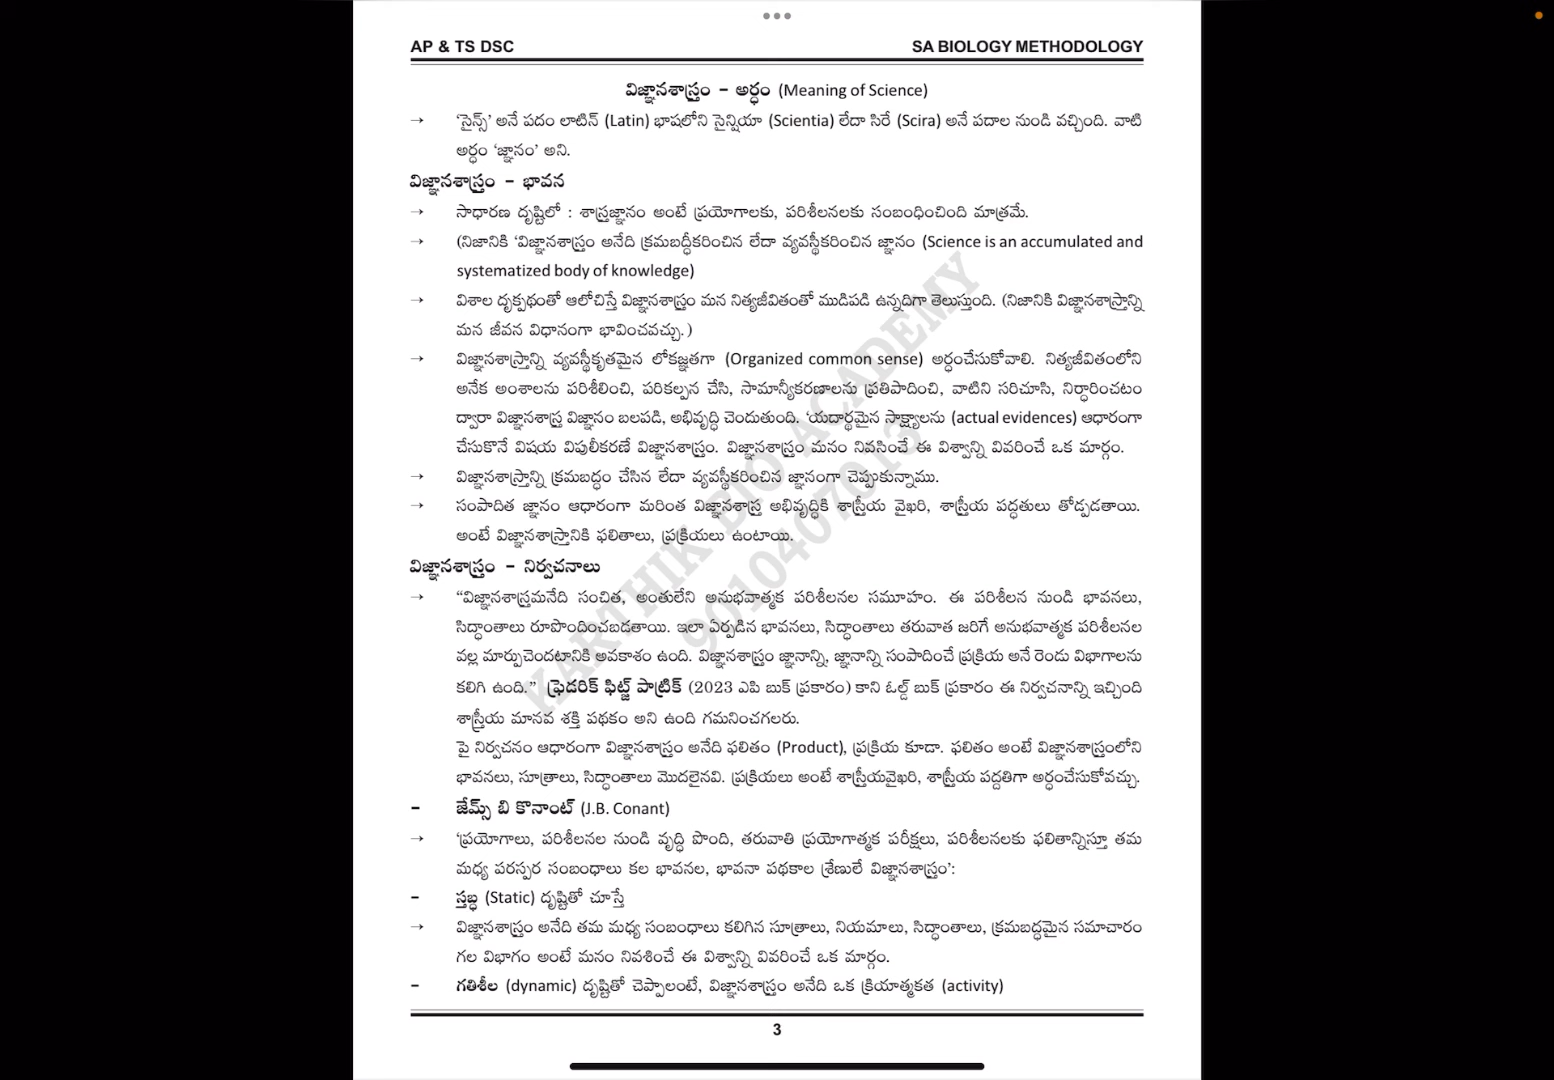 AP & TS DSC SA BIOLOGY METHODOLOGY
విజ్ఞానశాస్త్రం – అర్ధం (Meaning of Science)
→ ‘సైన్స్’ అనే పదం లాటిన్ (Latin) భాషలోని సైన్షియా (Scientia) లేదా సిరే (Scira) అనే పదాల నుండి వచ్చింది. వాటి
అర్ధం ‘జ్ఞానం’ అని.
విజ్ఞానశాస్త్రం – భావన
→ సాధారణ దృష్టిలో : శాస్త్రజ్ఞానం అంటే ప్రయోగాలకు, పరిశీలనలకు సంబంధించింది మాత్రమే.
→ (నిజానికి ‘విజ్ఞానశాస్త్రం అనేది క్రమబద్ధీకరించిన లేదా వ్యవస్థీకరించిన జ్ఞానం (Science is an accumulated and
systematized body of knowledge)
→ విశాల దృక్పథంతో ఆలోచిస్తే విజ్ఞానశాస్త్రం మన నిత్యజీవితంతో ముడిపడి ఉన్నదిగా తెలుస్తుంది. (నిజానికి విజ్ఞానశాస్త్రాన్ని
మన జీవన విధానంగా భావించవచ్చు.)
→ విజ్ఞానశాస్త్రాన్ని వ్యవస్థీకృతమైన లోకజ్ఞతగా (Organized common sense) అర్ధంచేసుకోవాలి. నిత్యజీవితంలోని
అనేక అంశాలను పరిశీలించి, పరికల్పన చేసి, సామాన్యీకరణాలను ప్రతిపాదించి, వాటిని సరిచూసి, నిర్ధారించటం
ద్వారా విజ్ఞానశాస్త్ర విజ్ఞానం బలపడి, అభివృద్ధి చెందుతుంది. ‘యదార్థమైన సాక్ష్యాలను (actual evidences) ఆధారంగా
చేసుకొనే విషయ విపులీకరణే విజ్ఞానశాస్త్రం. విజ్ఞానశాస్త్రం మనం నివసించే ఈ విశ్వాన్ని వివరించే ఒక మార్గం.
→ విజ్ఞానశాస్త్రాన్ని క్రమబద్ధం చేసిన లేదా వ్యవస్థీకరించిన జ్ఞానంగా చెప్పుకున్నాము.
→ సంపాదిత జ్ఞానం ఆధారంగా మరింత విజ్ఞానశాస్త్ర అభివృద్ధికి శాస్త్రీయ వైఖరి, శాస్త్రీయ పద్ధతులు తోడ్పడతాయి.
అంటే విజ్ఞానశాస్త్రానికి ఫలితాలు, ప్రక్రియలు ఉంటాయి.
విజ్ఞానశాస్త్రం – నిర్వచనాలు
→ “విజ్ఞానశాస్త్రమనేది సంచిత, అంతులేని అనుభవాత్మక పరిశీలనల సమూహం. ఈ పరిశీలన నుండి భావనలు,
సిద్ధాంతాలు రూపొందించబడతాయి. ఇలా ఏర్పడిన భావనలు, సిద్ధాంతాలు తరువాత జరిగే అనుభవాత్మక పరిశీలనల
వల్ల మార్పుచెందటానికి అవకాశం ఉంది. విజ్ఞానశాస్త్రం జ్ఞానాన్ని, జ్ఞానాన్ని సంపాదించే ప్రక్రియ అనే రెండు విభాగాలను
కలిగి ఉంది.” ఫ్రెడరిక్ ఫిట్జ్ పాట్రిక్ (2023 ఎపి బుక్ ప్రకారం) కాని ఓల్డ్ బుక్ ప్రకారం ఈ నిర్వచనాన్ని ఇచ్చింది
శాస్త్రీయ మానవ శక్తి పథకం అని ఉంది గమనించగలరు.
పై నిర్వచనం ఆధారంగా విజ్ఞానశాస్త్రం అనేది ఫలితం (Product), ప్రక్రియ కూడా. ఫలితం అంటే విజ్ఞానశాస్త్రంలోని
భావనలు, సూత్రాలు, సిద్ధాంతాలు మొదలైనవి. ప్రక్రియలు అంటే శాస్త్రీయవైఖరి, శాస్త్రీయ పద్దతిగా అర్ధంచేసుకోవచ్చు.
– జేమ్స్ బి కొనాంట్ (J.B. Conant)
→ ‘ప్రయోగాలు, పరిశీలనల నుండి వృద్ధి పొంది, తరువాతి ప్రయోగాత్మక పరీక్షలు, పరిశీలనలకు ఫలితాన్నిస్తూ తమ
మధ్య పరస్పర సంబంధాలు కల భావనల, భావనా పథకాల శ్రేణులే విజ్ఞానశాస్త్రం’:
– స్తబ్ధ (Static) దృష్టితో చూస్తే
→ విజ్ఞానశాస్త్రం అనేది తమ మధ్య సంబంధాలు కలిగిన సూత్రాలు, నియమాలు, సిద్ధాంతాలు, క్రమబద్ధమైన సమాచారం
గల విభాగం అంటే మనం నివశించే ఈ విశ్వాన్ని వివరించే ఒక మార్గం.
– గతిశీల (dynamic) దృష్టితో చెప్పాలంటే, విజ్ఞానశాస్త్రం అనేది ఒక క్రియాత్మకత (activity)
KARTHIK BIO ACADEMY
9010407013
3